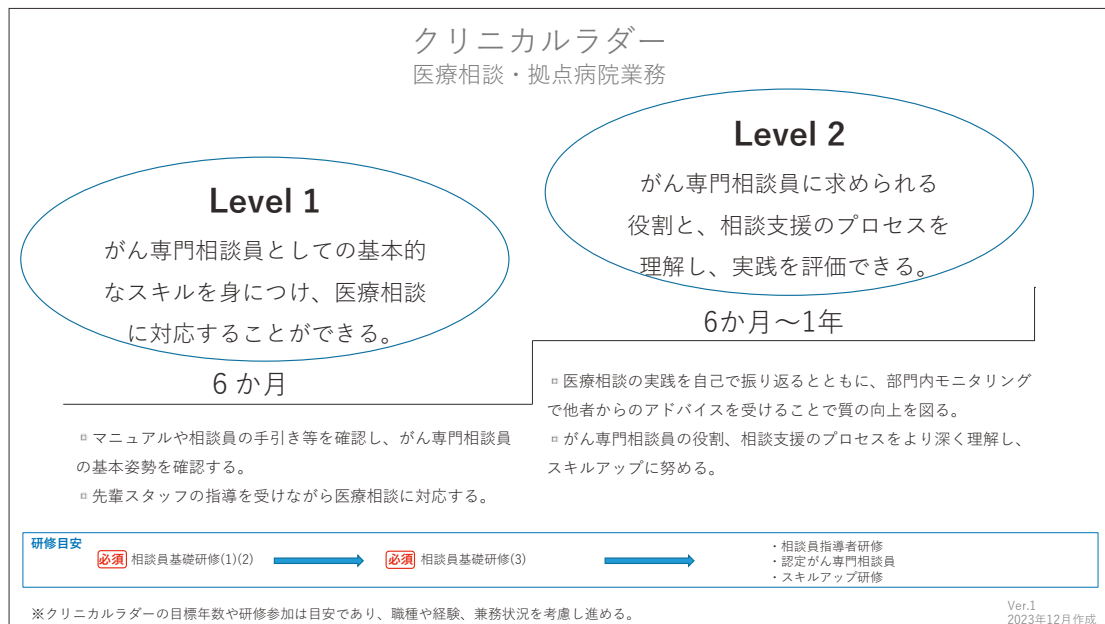 クリニカルラダー
医療相談・拠点病院業務
Level 1
がん専門相談員としての基本的
なスキルを身につけ、医療相談
に対応することができる。
6 か月
▫ マニュアルや相談員の手引き等を確認し、がん専門相談員
の基本姿勢を確認する。
▫ 先輩スタッフの指導を受けながら医療相談に対応する。
Level 2
がん専門相談員に求められる
役割と、相談支援のプロセスを
理解し、実践を評価できる。
6か月～1年
▫ 医療相談の実践を自己で振り返るとともに、部門内モニタリング
で他者からのアドバイスを受けることで質の向上を図る。
▫ がん専門相談員の役割、相談支援のプロセスをより深く理解し、
スキルアップに努める。
研修目安
必須 相談員基礎研修(1)(2)
必須 相談員基礎研修(3)
・相談員指導者研修
・認定がん専門相談員
・スキルアップ研修
※クリニカルラダーの目標年数や研修参加は目安であり、職種や経験、兼務状況を考慮し進める。
Ver.1
2023年12月作成